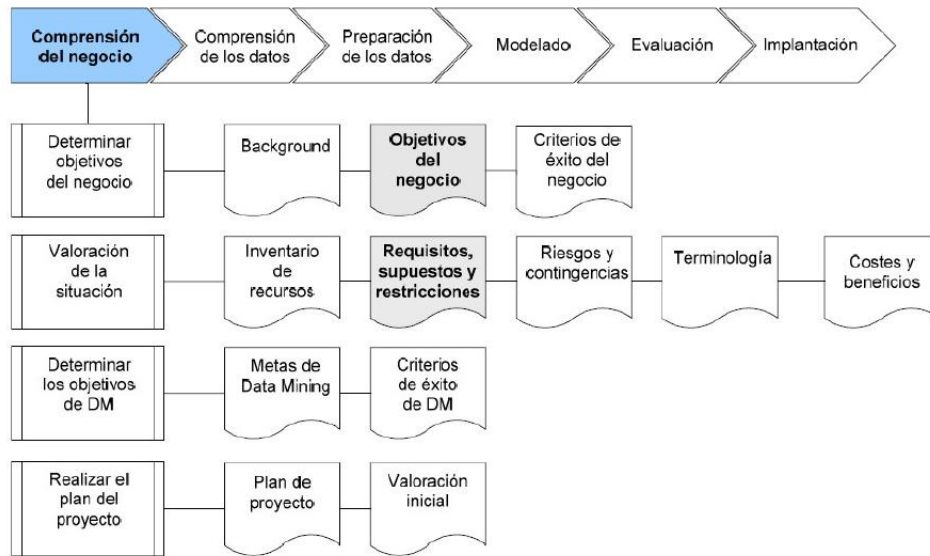 Comprensión
del negocio
Comprensión
de los datos
Preparación
de los datos
Modelado
Evaluación
Implantación
Determinar
objetivos
del negocio
Background
Objetivos
del
negocio
Criterios de
éxito del
negocio
Valoración
de la
situación
Inventario
de
recursos
Requisitos,
supuestos y
restricciones
Riesgos y
contingencias
Terminología
Costes y
beneficios
Determinar
los objetivos
de DM
Metas de
Data Mining
Criterios
de éxito
de DM
Realizar el
plan del
proyecto
Plan de
proyecto
Valoración
inicial